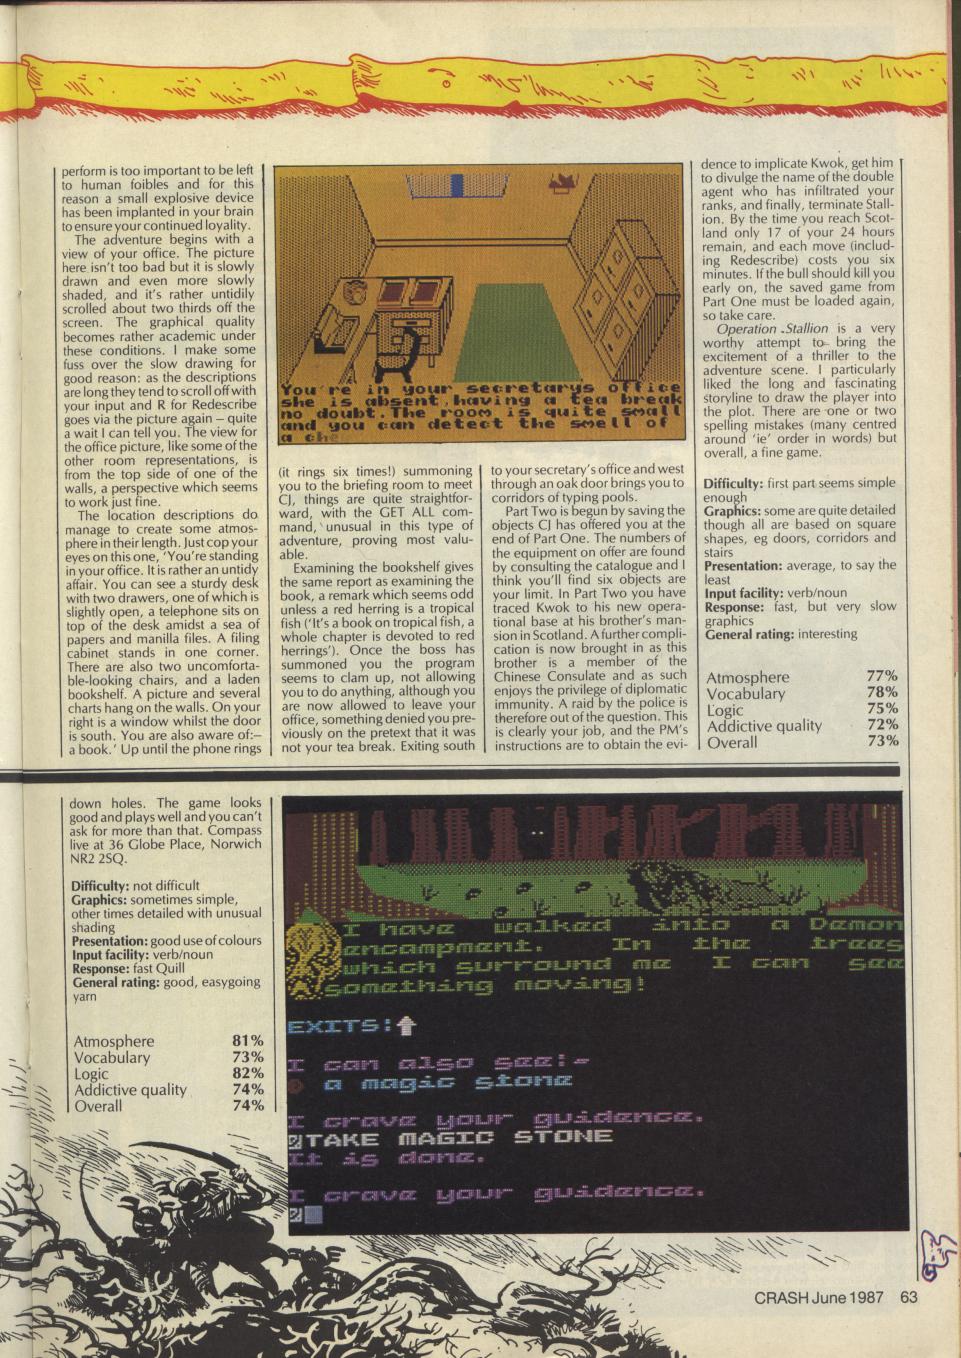 perform is too important to be left
to human foibles and for this
reason a small explosive device
has been implanted in your brain
to ensure your continued loyality.
The adventure begins with a
view of your office. The picture
here isn't too bad but it is slowly
drawn and even more slowly
shaded, and it's rather untidily
scrolled about two thirds off the
screen. The graphical quality
becomes rather academic under
these conditions. I make some
fuss over the slow drawing for
good reason: as the descriptions
are long they tend to scroll off with
your input and R for Redescribe
goes via the picture again – quite
a wait I can tell you. The view for
the office picture, like some of the
other room representations, is
from the top side of one of the
walls, a perspective which seems
to work just fine.
The location descriptions do
manage to create some atmos-
phere in their length. Just cop your
eyes on this one, 'You're standing
in your office. It is rather an untidy
affair. You can see a sturdy desk
with two drawers, one of which is
slightly open, a telephone sits on
top of the desk amidst a sea of
papers and manilla files. A filing
cabinet stands in one corner.
There are also two uncomforta-
ble-looking chairs, and a laden
bookshelf. A picture and several
charts hang on the walls. On your
right is a window whilst the door
is south. You are also aware of:–
a book.' Up until the phone rings
You're in your secretarys office
she is absent,having a tea break
no doubt.The room is quite small
and you can detect the smell of
a che
(it rings six times!) summoning
you to the briefing room to meet
CJ, things are quite straightfor-
ward, with the GET ALL com-
mand, unusual in this type of
adventure, proving most valu-
able.
Examining the bookshelf gives
the same report as examining the
book, a remark which seems odd
unless a red herring is a tropical
fish ('It's a book on tropical fish, a
whole chapter is devoted to red
herrings'). Once the boss has
summoned you the program
seems to clam up, not allowing
you to do anything, although you
are now allowed to leave your
office, something denied you pre-
viously on the pretext that it was
not your tea break. Exiting south
to your secretary's office and west
through an oak door brings you to
corridors of typing pools.
Part Two is begun by saving the
objects CJ has offered you at the
end of Part One. The numbers of
the equipment on offer are found
by consulting the catalogue and I
think you'll find six objects are
your limit. In Part Two you have
traced Kwok to his new opera-
tional base at his brother's man-
sion in Scotland. A further compli-
cation is now brought in as this
brother is a member of the
Chinese Consulate and as such
enjoys the privilege of diplomatic
immunity. A raid by the police is
therefore out of the question. This
is clearly your job, and the PM's
instructions are to obtain the evi-
dence to implicate Kwok, get him
to divulge the name of the double
agent who has infiltrated your
ranks, and finally, terminate Stall-
ion. By the time you reach Scot-
land only 17 of your 24 hours
remain, and each move (includ-
ing Redescribe) costs you six
minutes. If the bull should kill you
early on, the saved game from
Part One must be loaded again,
so take care.
Operation Stallion is a very
worthy attempt to bring the
excitement of a thriller to the
adventure scene. I particularly
liked the long and fascinating
storyline to draw the player into
the plot. There are one or two
spelling mistakes (many centred
around 'ie' order in words) but
overall, a fine game.
Difficulty: first part seems simple
enough
Graphics: some are quite detailed
though all are based on square
shapes, eg doors, corridors and
stairs
Presentation: average, to say the
least
Input facility: verb/noun
Response: fast, but very slow
graphics
General rating: interesting
Atmosphere 77%
Vocabulary 78%
Logic 75%
Addictive quality 72%
Overall 73%
down holes. The game looks
good and plays well and you can't
ask for more than that. Compass
live at 36 Globe Place, Norwich
NR2 2SQ.
Difficulty: not difficult
Graphics: sometimes simple,
other times detailed with unusual
shading
Presentation: good use of colours
Input facility: verb/noun
Response: fast Quill
General rating: good, easygoing
yarn
Atmosphere 81%
Vocabulary 73%
Logic 82%
Addictive quality 74%
Overall 74%
I have walked into a Demon
encampment. In the trees
which surround me I can see
something moving!
EXITS:
I can also see:-
a magic stone
I crave your guidence.
TAKE MAGIC STONE
It is done.
I crave your guidence.
CRASH June 1987 63